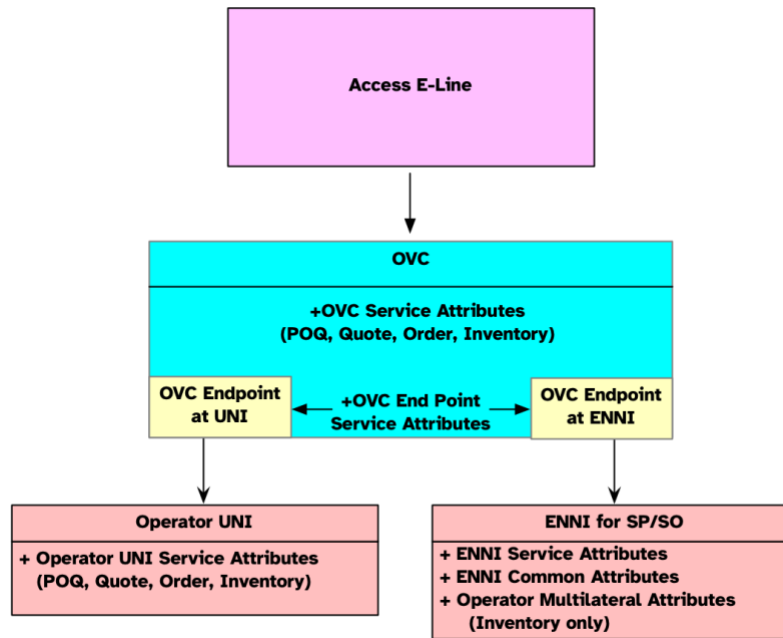 Access E-Line
OVC
+OVC Service Attributes
(POQ, Quote, Order, Inventory)
OVC Endpoint
at UNI
+OVC End Point
Service Attributes
OVC Endpoint
at ENNI
Operator UNI
+ Operator UNI Service Attributes
(POQ, Quote, Order, Inventory)
ENNI for SP/SO
+ ENNI Service Attributes
+ ENNI Common Attributes
+ Operator Multilateral Attributes
(Inventory only)